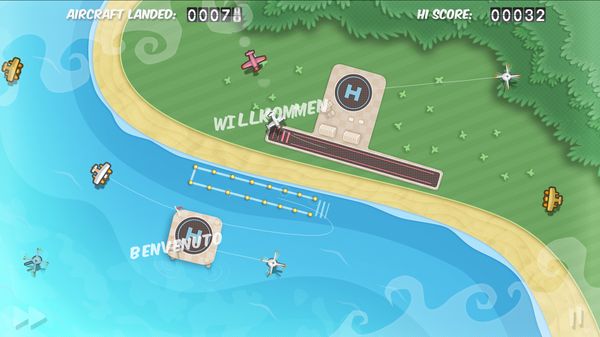 AIRCRAFT LANDED: 0007 HI SCORE: 00032
WILLKOMMEN
H
BENVENUTO
H